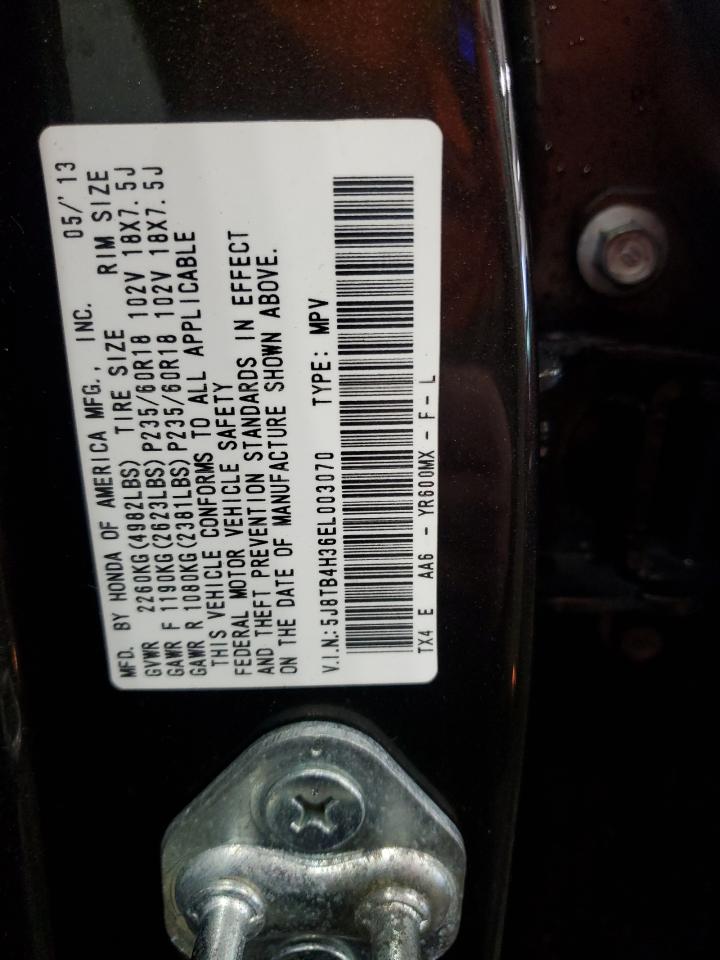 MFD. BY HONDA OF AMERICA MFG., INC. 05/'13
GVWR 2260KG(4982LBS) TIRE SIZE RIM SIZE
GAWR F 1190KG(2623LBS)P235/60R18 102V 18X7.5J
GAWR R 1080KG(2381LBS)P235/60R18 102V 18X7.5J
THIS VEHICLE CONFORMS TO ALL APPLICABLE
FEDERAL MOTOR VEHICLE SAFETY
AND THEFT PREVENTION STANDARDS IN EFFECT
ON THE DATE OF MANUFACTURE SHOWN ABOVE.
V.I.N.: 5J8TB4H36EL003070 TYPE: MPV
TX4 E AA6 - YR600MX - F - L